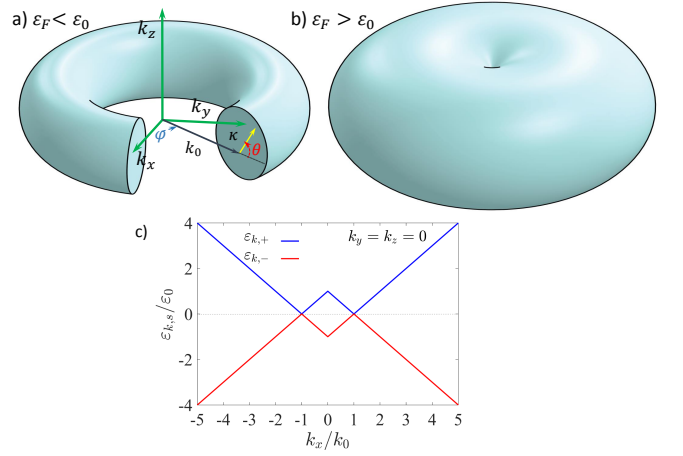 a) εF < ε0
b) εF > ε0
kz
ky
κ
φ
θ
k0
kx
c)
4
εk,+
ky = kz = 0
εk,−
2
εk,s/ε0
0
-2
-4
-5 -4 -3 -2 -1 0 1 2 3 4 5
kx/k0